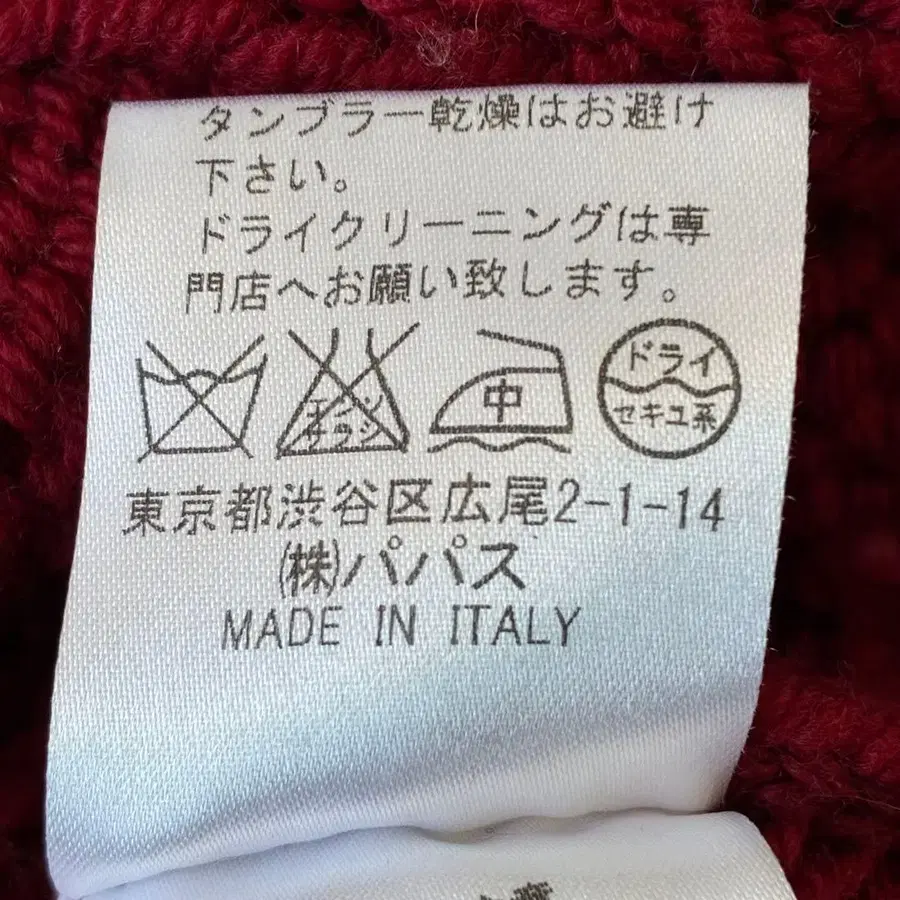 タンブラー乾燥はお避け
下さい。
ドライクリーニングは専
門店へお願い致します。
エンソ
サラシ
中
ドライ
セキユ系
東京都渋谷区広尾2-1-14
㈱パパス
MADE IN ITALY